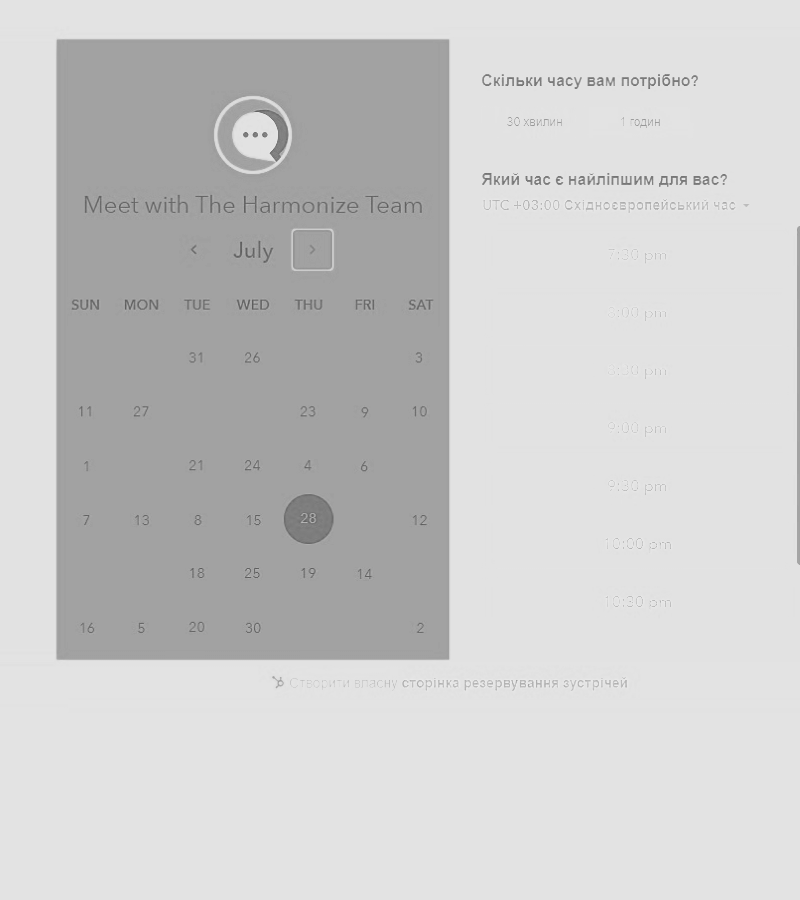 Скільки часу вам потрібно?
30 хвилин 1 годин
Meet with The Harmonize Team
July
SUN MON TUE WED THU FRI SAT
31 26 3
11 27 23 9 10
1 21 24 4 6
7 13 8 15 28 12
18 25 19 14
16 5 20 30 2
Який час є найліпшим для вас?
UTC +03:00 Східноєвропейський час
7:30 pm
8:00 pm
8:30 pm
9:00 pm
9:30 pm
10:00 pm
10:30 pm
Створити власну сторінка резервування зустрічей